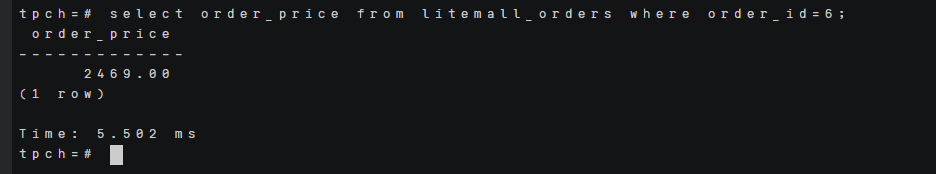 tpch=# select order_price from litemall_orders where order_id=6;
order_price
-------------
2469.00
(1 row)
Time: 5.502 ms
tpch=#